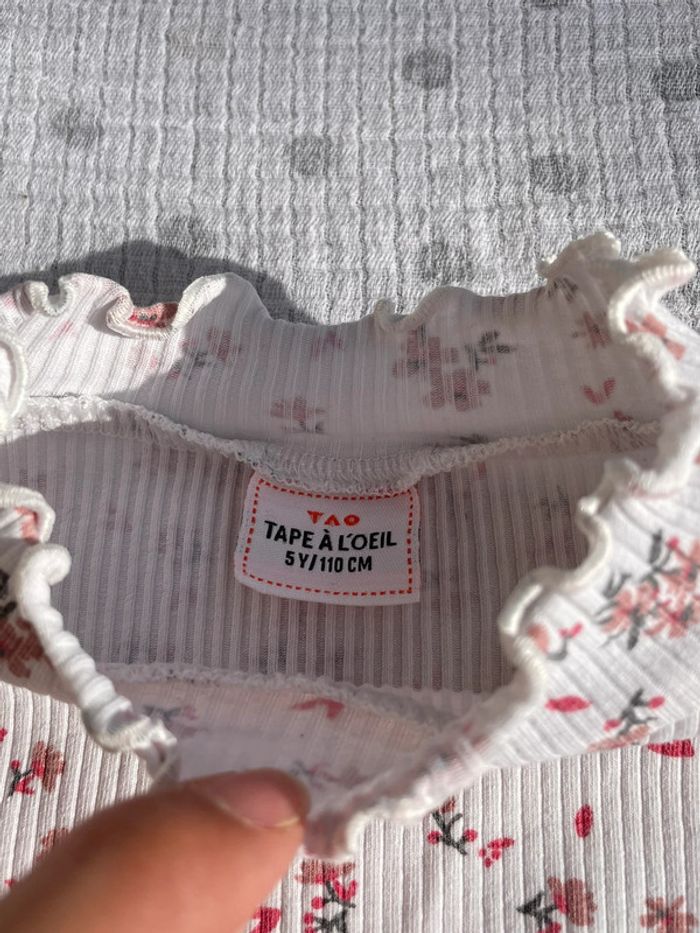 TAO
TAPE À L'OEIL
5Y/110 CM